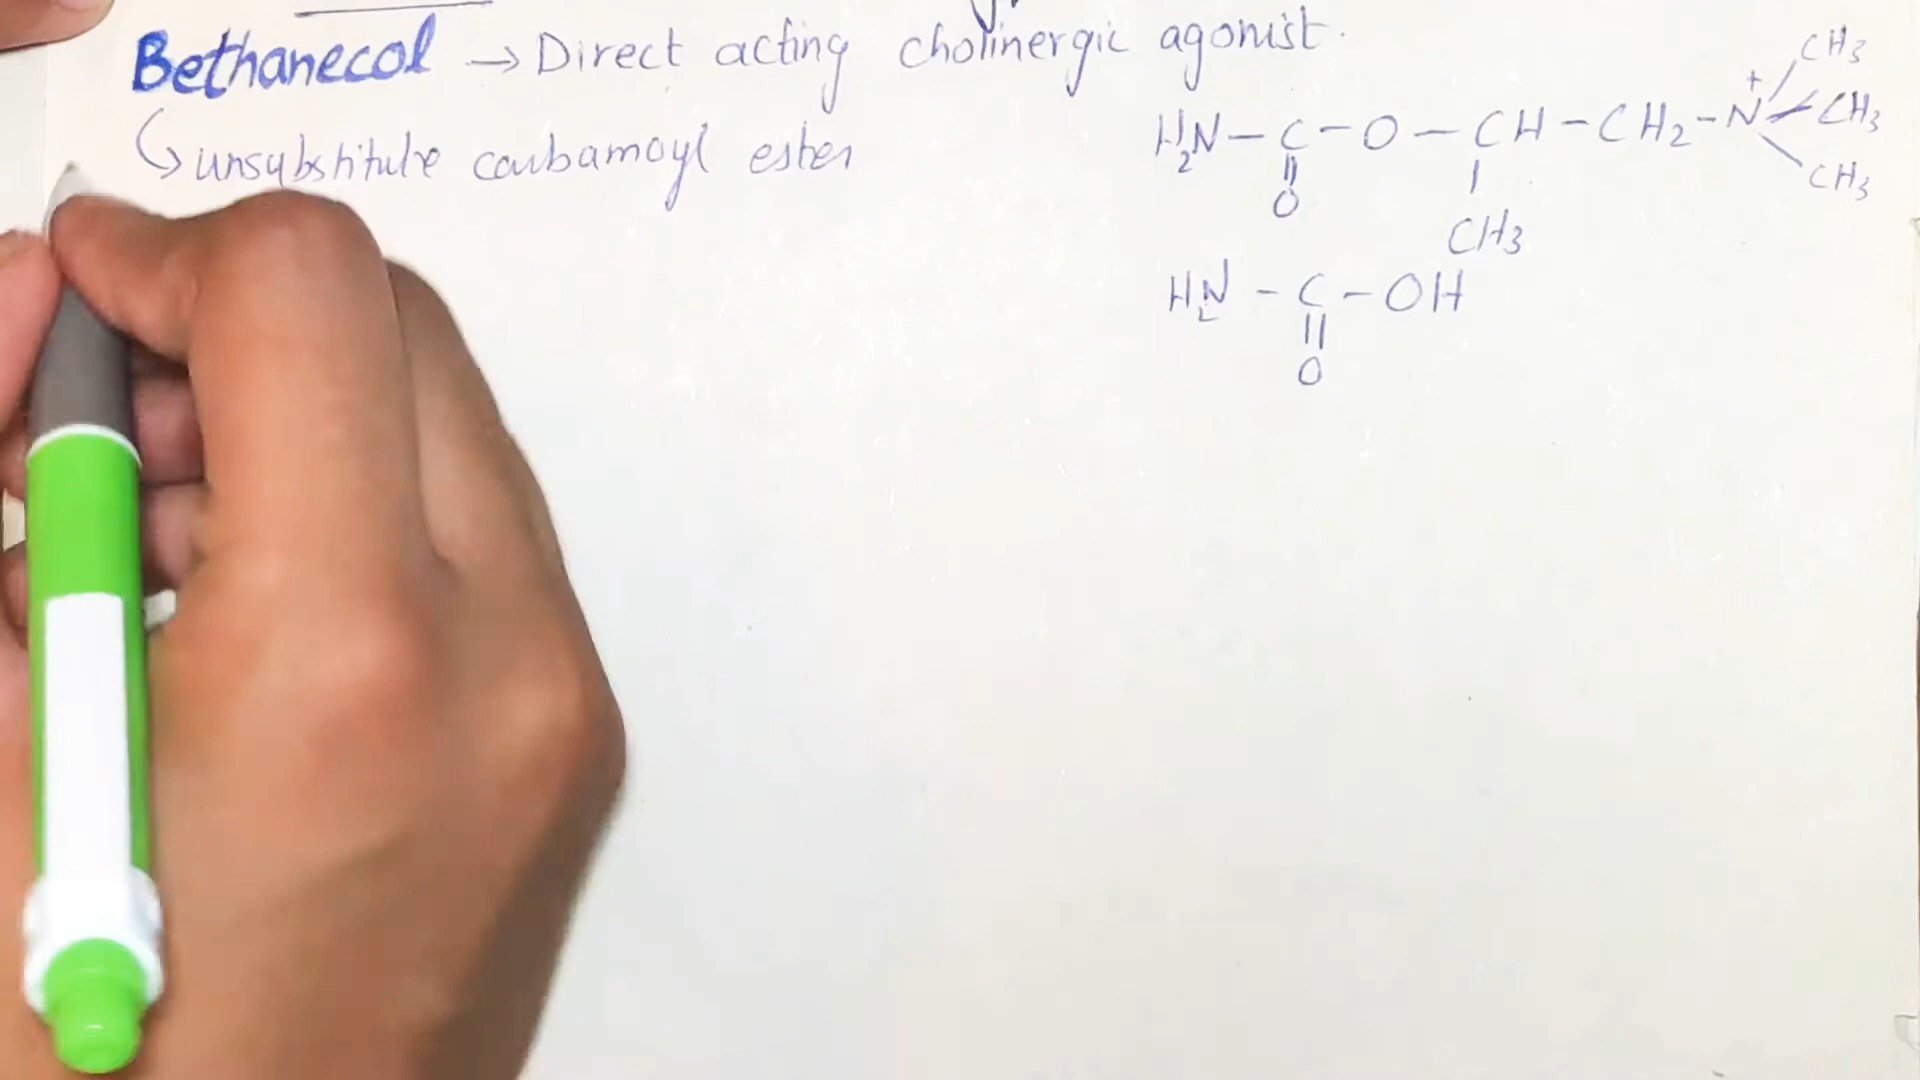 Bethanecol → Direct acting cholinergic agonist.
↳ unsubstitute carbamoyl ester
H₂N – C – O – CH – CH₂ – N⁺
CH₃
CH₃
CH₃
O
CH₃
H₂N – C – OH
O